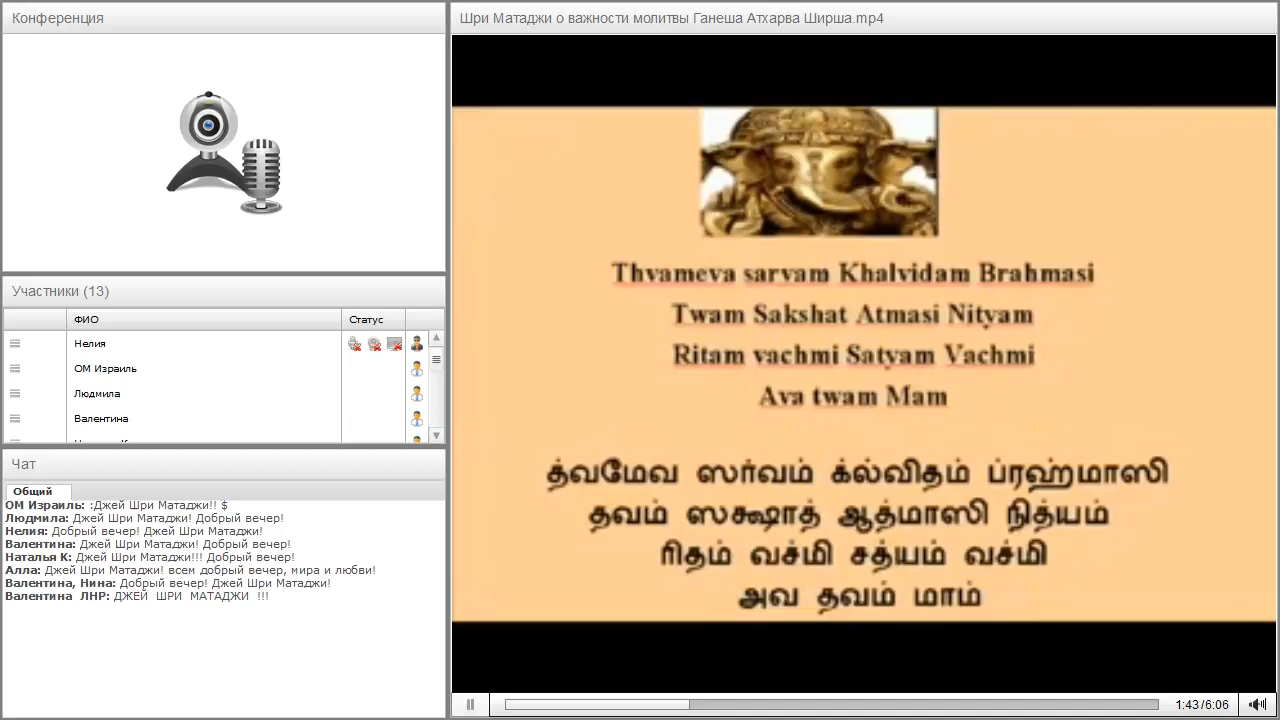 Конференция
Участники (13)
ФИО
Статус
Нелия
ОМ Израиль
Людмила
Валентина
Чат
Общий
ОМ Израиль: :Джей Шри Матаджи!! $
Людмила: Джей Шри Матаджи! Добрый вечер!
Нелия: Добрый вечер! Джей Шри Матаджи!
Валентина: Джей Шри Матаджи! Добрый вечер!
Наталья К: Джей Шри Матаджи!!! Добрый вечер!
Алла: Джей Шри Матаджи! всем добрый вечер, мира и любви!
Валентина, Нина: Добрый вечер! Джей Шри Матаджи!
Валентина ЛНР: ДЖЕЙ ШРИ МАТАДЖИ !!!
Шри Матаджи о важности молитвы Ганеша Атхарва Ширша.mp4
Thvameva sarvam Khalvidam Brahmasi
Twam Sakshat Atmasi Nityam
Ritam vachmi Satyam Vachmi
Ava twam Mam
த்வமேவ ஸர்வம் க்ல்விதம் ப்ரஹ்மாஸி
தவம் ஸக்ஷாத் ஆத்மாஸி நித்யம்
ரிதம் வச்மி சத்யம் வச்மி
அவ தவம் மாம்
1:43/6:06